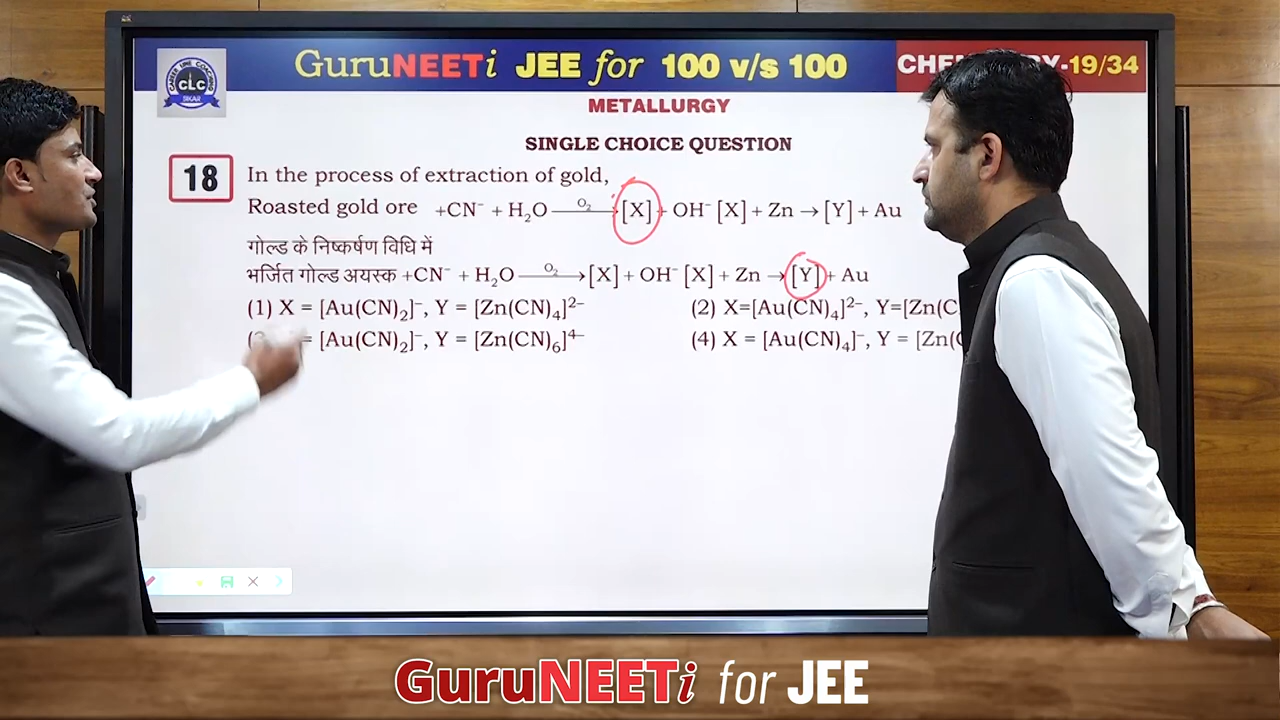 GuruNEETi JEE for 100 v/s 100
CHEMISTRY-19/34
CAREER LINE COACHING
CLC
SIKAR
METALLURGY
SINGLE CHOICE QUESTION
18 In the process of extraction of gold,
Roasted gold ore +CN⁻ + H₂O —O₂→ [X] + OH⁻ [X] + Zn → [Y] + Au
गोल्ड के निष्कर्षण विधि में
भर्जित गोल्ड अयस्क +CN⁻ + H₂O —O₂→ [X] + OH⁻ [X] + Zn → [Y] + Au
(1) X = [Au(CN)₂]⁻, Y = [Zn(CN)₄]²⁻ (2) X=[Au(CN)₄]²⁻, Y=[Zn(C
= [Au(CN)₂]⁻, Y = [Zn(CN)₆]⁴⁻ (4) X = [Au(CN)₄]⁻, Y = [Zn(
GuruNEETi for JEE